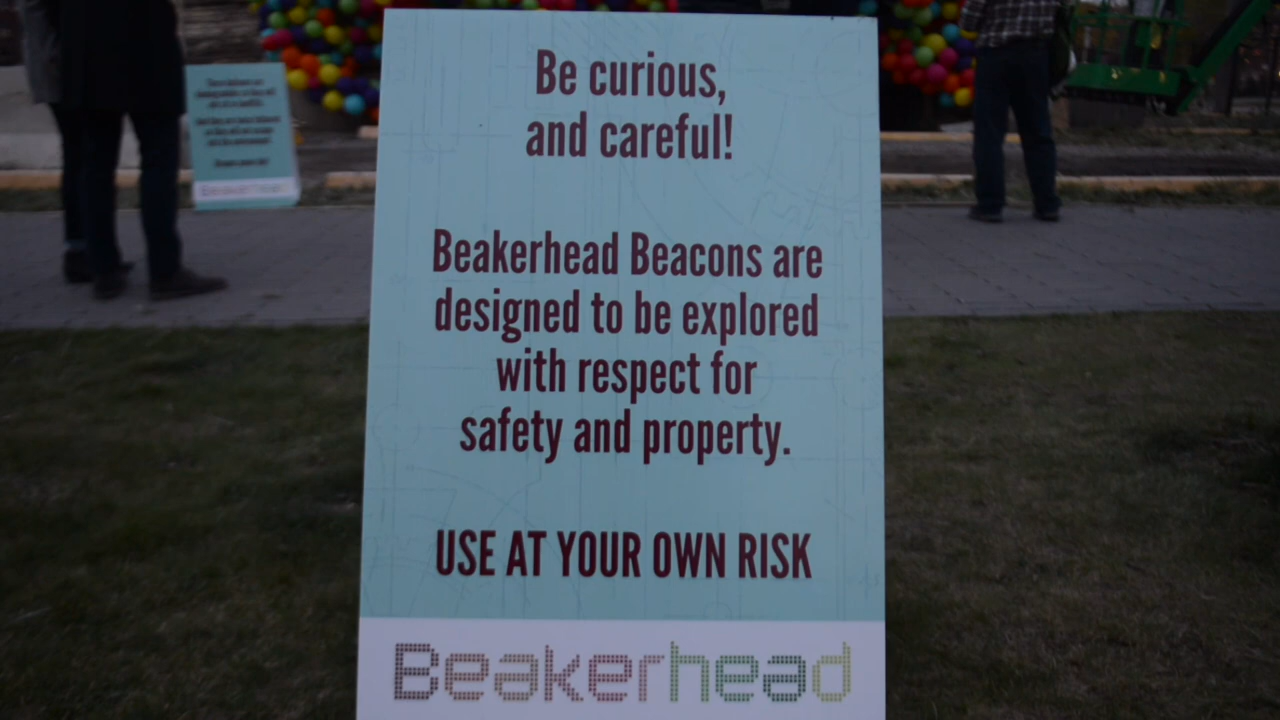 Be curious,
and careful!
Beakerhead Beacons are
designed to be explored
with respect for
safety and property.
USE AT YOUR OWN RISK
Beakerhead